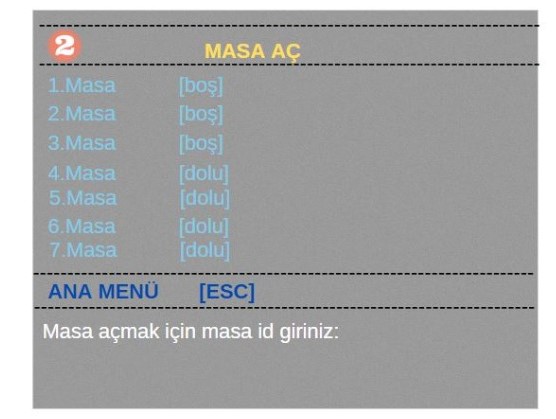 2 MASA AÇ
1.Masa [boş]
2.Masa [boş]
3.Masa [boş]
4.Masa [dolu]
5.Masa [dolu]
6.Masa [dolu]
7.Masa [dolu]
ANA MENÜ [ESC]
Masa açmak için masa id giriniz: